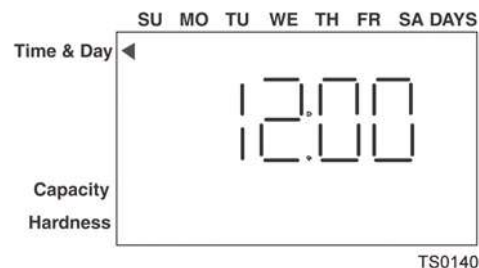 SU MO TU WE TH FR SA DAYS
Time & Day
12:00
Capacity
Hardness
TS0140